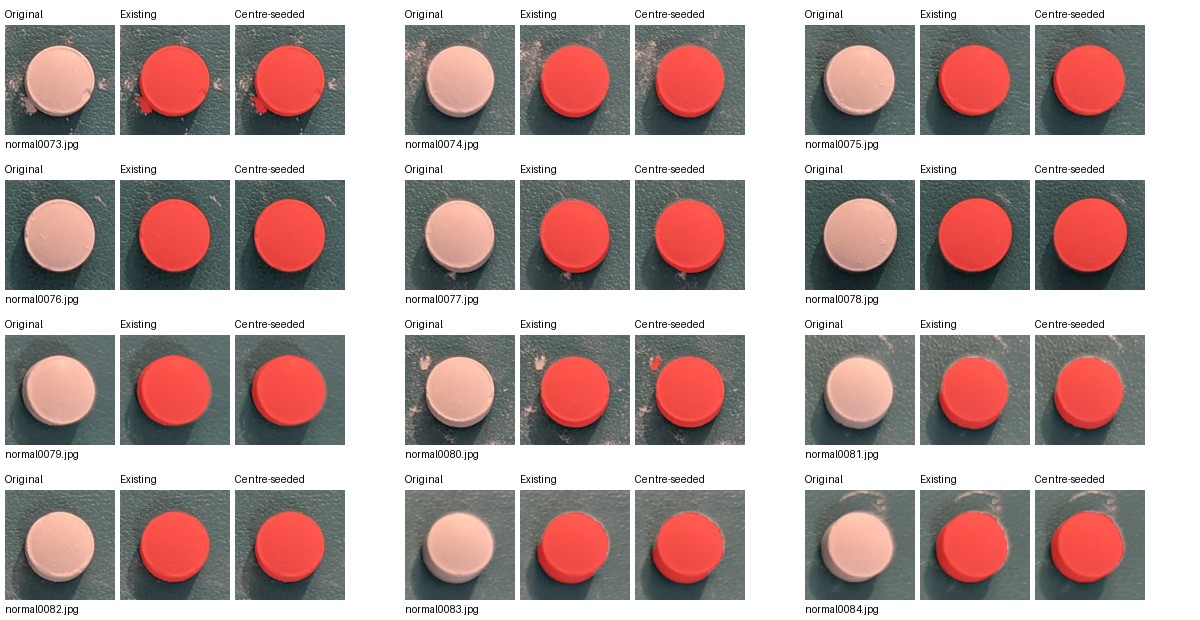 Original Existing Centre-seeded Original Existing Centre-seeded Original Existing Centre-seeded
normal0073.jpg normal0074.jpg normal0075.jpg
Original Existing Centre-seeded Original Existing Centre-seeded Original Existing Centre-seeded
normal0076.jpg normal0077.jpg normal0078.jpg
Original Existing Centre-seeded Original Existing Centre-seeded Original Existing Centre-seeded
normal0079.jpg normal0080.jpg normal0081.jpg
Original Existing Centre-seeded Original Existing Centre-seeded Original Existing Centre-seeded
normal0082.jpg normal0083.jpg normal0084.jpg